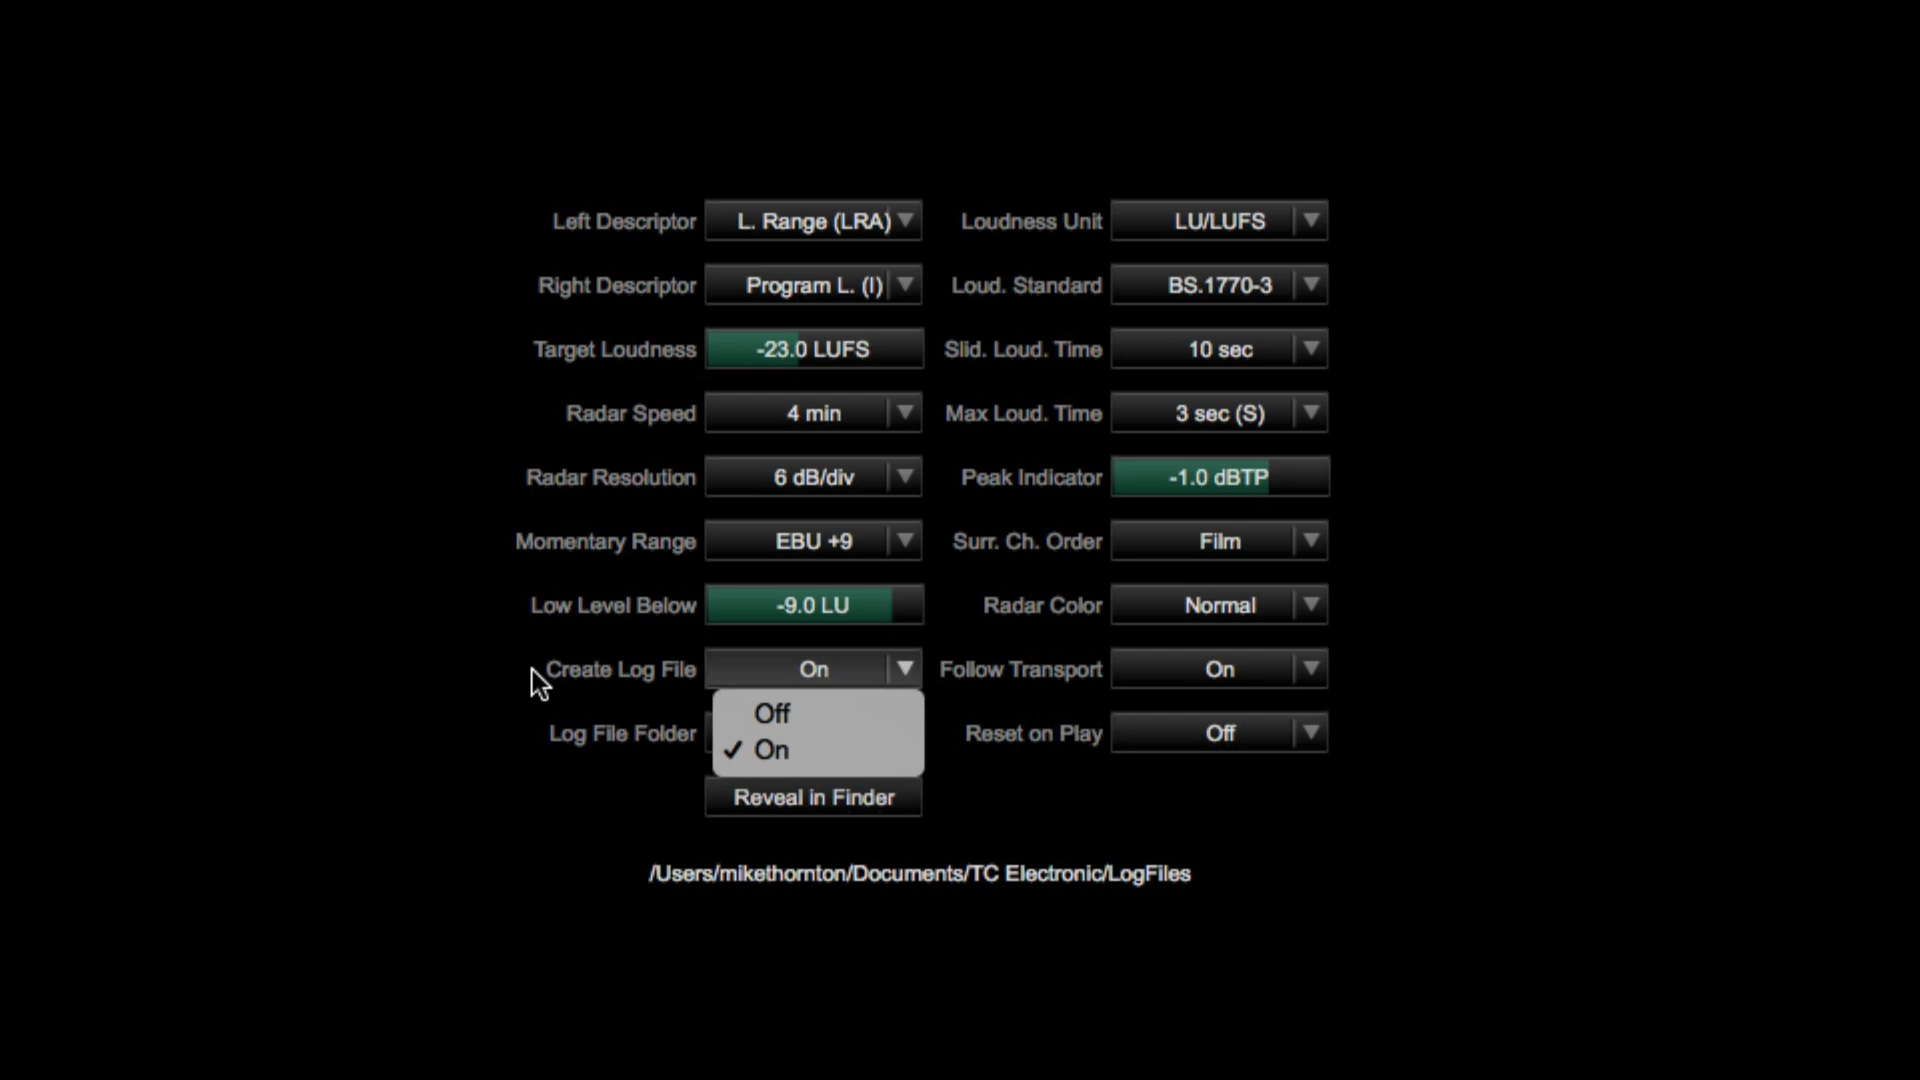 Left Descriptor L. Range (LRA) Loudness Unit LU/LUFS
Right Descriptor Program L. (I) Loud. Standard BS.1770-3
Target Loudness -23.0 LUFS Slid. Loud. Time 10 sec
Radar Speed 4 min Max Loud. Time 3 sec (S)
Radar Resolution 6 dB/div Peak Indicator -1.0 dBTP
Momentary Range EBU +9 Surr. Ch. Order Film
Low Level Below -9.0 LU Radar Color Normal
Create Log File On Follow Transport On
Off
Log File Folder Reset on Play Off
✓ On
Reveal in Finder
/Users/mikethornton/Documents/TC Electronic/LogFiles